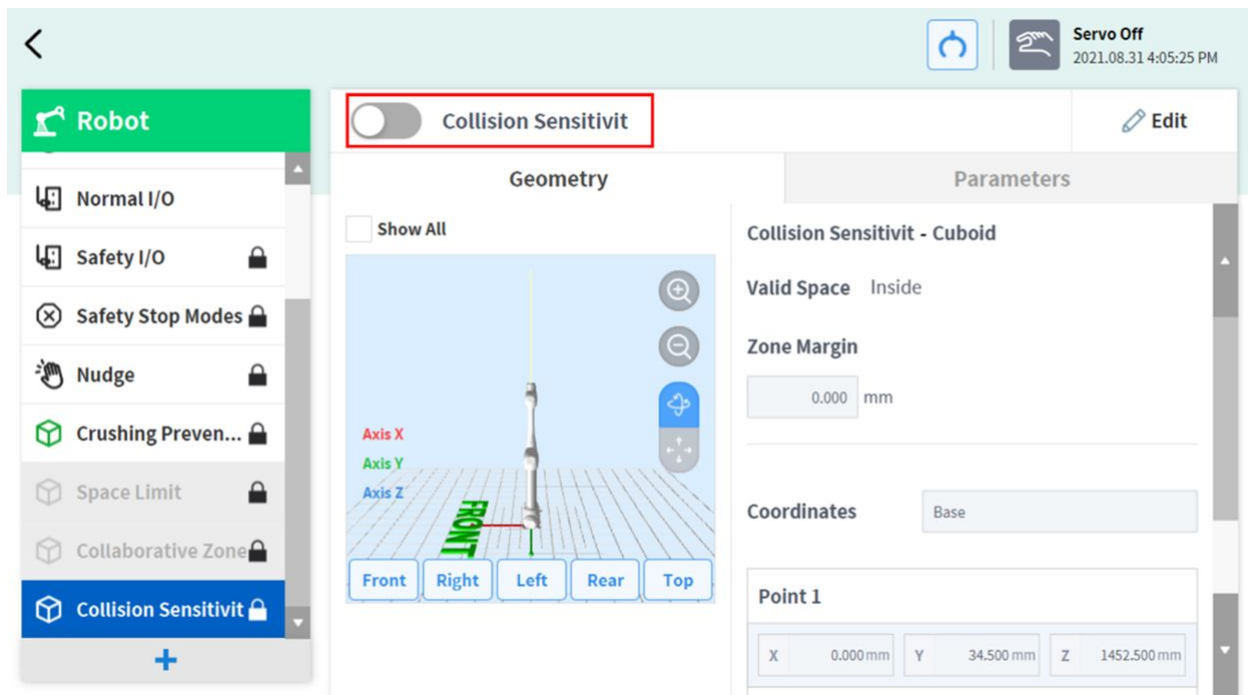 Servo Off
2021.08.31 4:05:25 PM
Robot
Normal I/O
Safety I/O
Safety Stop Modes
Nudge
Crushing Preven...
Space Limit
Collaborative Zone
Collision Sensitivit
Collision Sensitivit
Edit
Geometry
Parameters
Show All
Axis X
Axis Y
Axis Z
FRONT
Front Right Left Rear Top
Collision Sensitivit - Cuboid
Valid Space Inside
Zone Margin
0.000 mm
Coordinates Base
Point 1
X 0.000 mm Y 34.500 mm Z 1452.500 mm